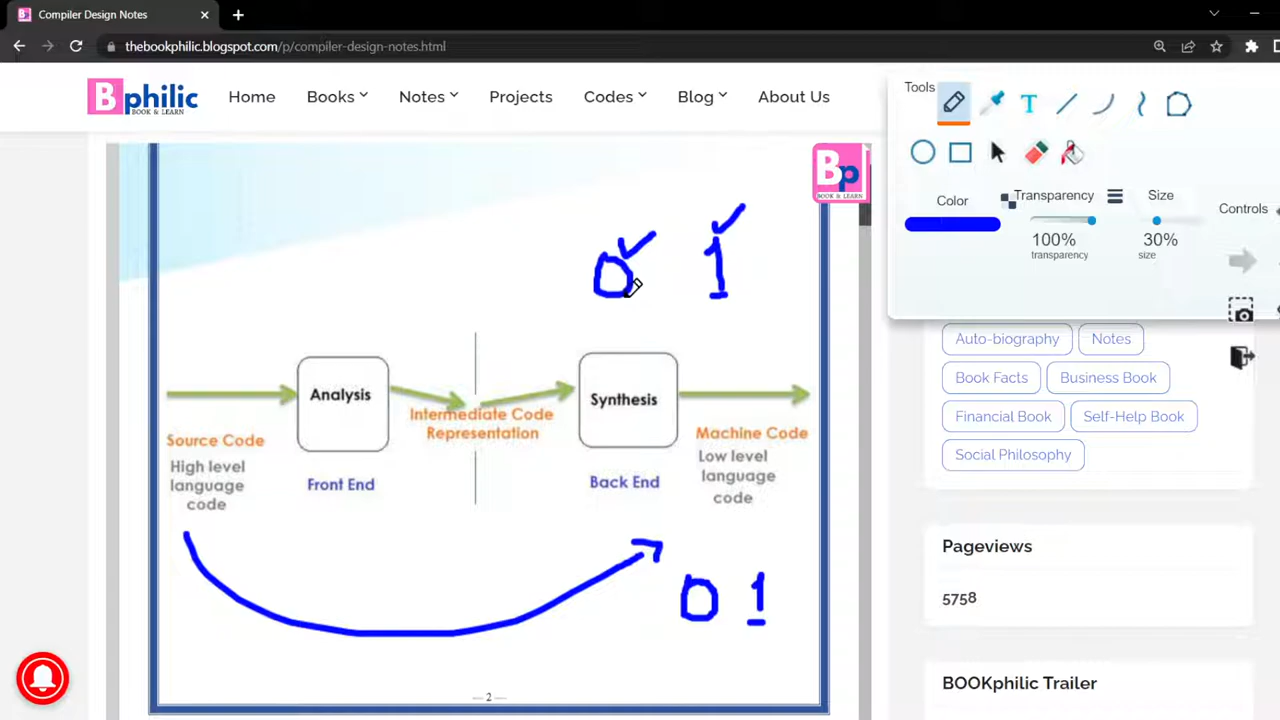 Compiler Design Notes
thebookphilic.blogspot.com/p/compiler-design-notes.html
Bphilic
BOOK & LEARN
Home
Books
Notes
Projects
Codes
Blog
About Us
Tools
T
Color
Transparency
Size
Controls
100%
transparency
30%
size
Bp
BOOK & LEARN
0 1
Analysis
Intermediate Code
Representation
Synthesis
Source Code
High level
language
code
Front End
Back End
Machine Code
Low level
language
code
0 1
2
Auto-biography
Notes
Book Facts
Business Book
Financial Book
Self-Help Book
Social Philosophy
Pageviews
5758
BOOKphilic Trailer